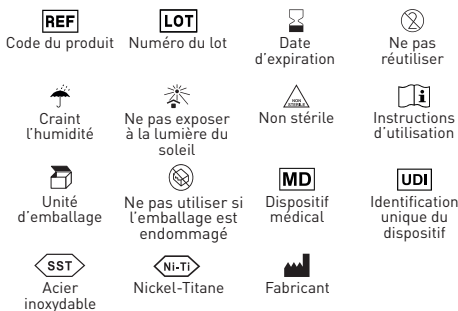 REF
Code du produit
LOT
Numéro du lot
Date
d'expiration
2
Ne pas
réutiliser
Craint
l'humidité
Ne pas exposer
à la lumière du
soleil
NON
STERILE
Non stérile
i
Instructions
d'utilisation
Unité
d'emballage
Ne pas utiliser si
l'emballage est
endommagé
MD
Dispositif
médical
UDI
Identification
unique du
dispositif
SST
Acier
inoxydable
Ni-Ti
Nickel-Titane
Fabricant